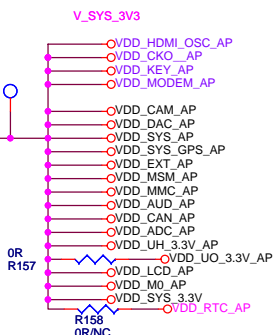 V_SYS_3V3
VDD_HDMI_OSC_AP
VDD_CKO__AP
VDD_KEY_AP
VDD_MODEM_AP
VDD_CAM_AP
VDD_DAC_AP
VDD_SYS_AP
VDD_SYS_GPS_AP
VDD_EXT_AP
VDD_MSM_AP
VDD_MMC_AP
VDD_AUD_AP
VDD_CAN_AP
VDD_ADC_AP
VDD_UH_3.3V_AP
0R
VDD_UO_3.3V_AP
R157
VDD_LCD_AP
VDD_M0_AP
VDD_SYS_3.3V
VDD_RTC_AP
R158
0R/NC